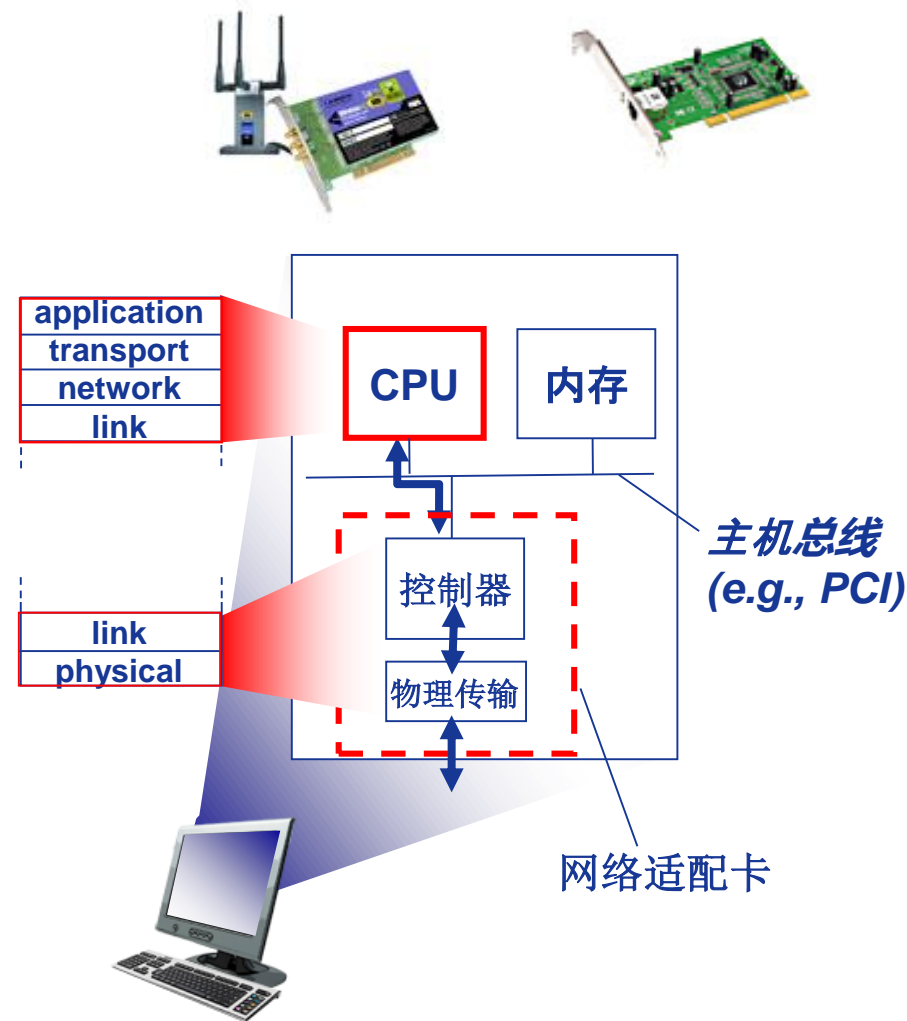 application
transport
network
link
CPU
内存
主机总线
(e.g., PCI)
控制器
link
physical
物理传输
网络适配卡